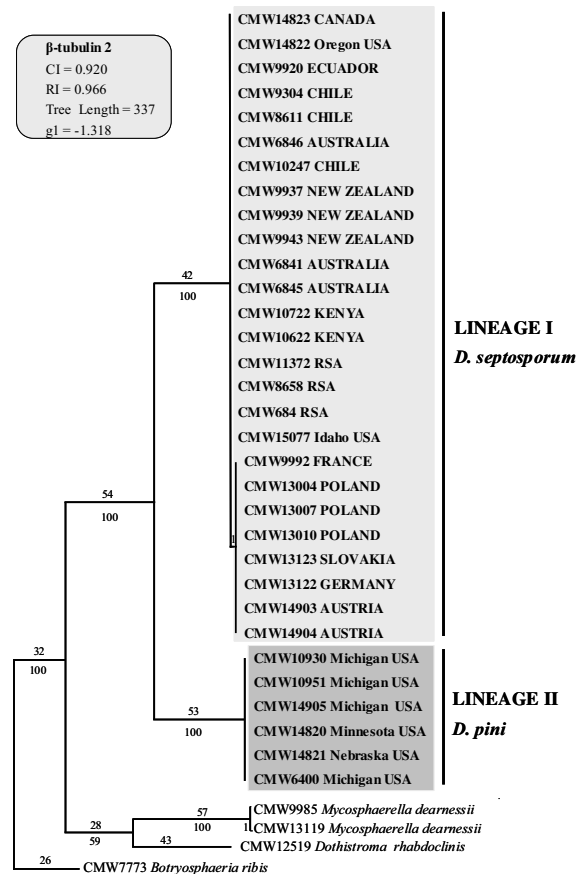 β-tubulin 2
CI = 0.920
RI = 0.966
Tree Length = 337
g1 = -1.318
CMW14823 CANADA
CMW14822 Oregon USA
CMW9920 ECUADOR
CMW9304 CHILE
CMW8611 CHILE
CMW6846 AUSTRALIA
CMW10247 CHILE
CMW9937 NEW ZEALAND
CMW9939 NEW ZEALAND
CMW9943 NEW ZEALAND
CMW6841 AUSTRALIA
CMW6845 AUSTRALIA
CMW10722 KENYA
CMW10622 KENYA
CMW11372 RSA
CMW8658 RSA
CMW684 RSA
CMW15077 Idaho USA
CMW9992 FRANCE
CMW13004 POLAND
CMW13007 POLAND
CMW13010 POLAND
CMW13123 SLOVAKIA
CMW13122 GERMANY
CMW14903 AUSTRIA
CMW14904 AUSTRIA
42
100
1
LINEAGE I
D. septosporum
54
100
CMW10930 Michigan USA
CMW10951 Michigan USA
CMW14905 Michigan USA
CMW14820 Minnesota USA
CMW14821 Nebraska USA
CMW6400 Michigan USA
53
100
LINEAGE II
D. pini
32
100
57
100
1
CMW9985 Mycosphaerella dearnessii
CMW13119 Mycosphaerella dearnessii
28
59
43
CMW12519 Dothistroma rhabdoclinis
26
CMW7773 Botryosphaeria ribis